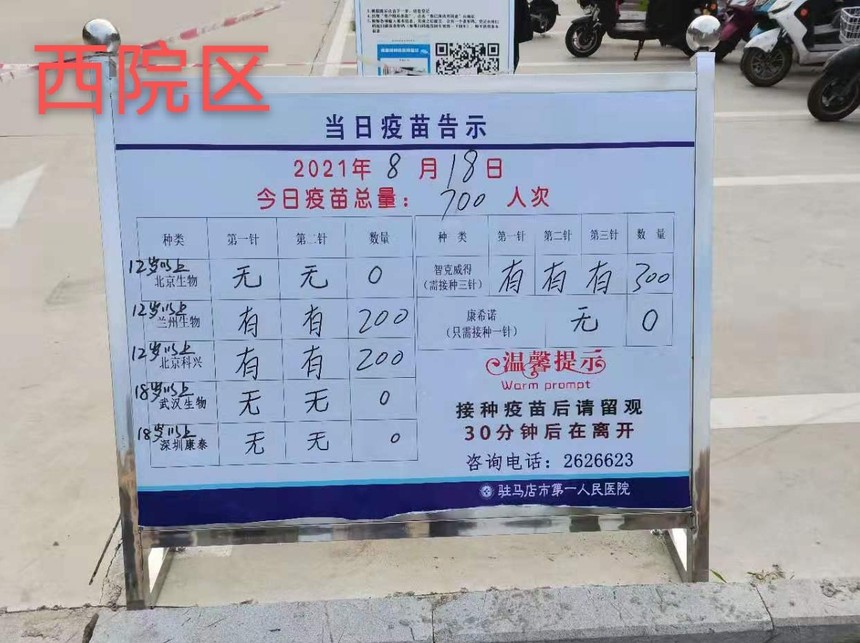 西院区
当日疫苗告示
2021年 8 月 18 日
今日疫苗总量： 700 人次
种类 第一针 第二针 数量
12岁以上 北京生物 无 无 0
12岁以上 兰州生物 有 有 200
12岁以上 北京科兴 有 有 200
18岁以上 武汉生物 无 无 0
18岁以上 深圳康泰 无 无 0
种 类 第一针 第二针 第三针 数 量
智克威得 (需接种三针) 有 有 有 300
康希诺 (只需接种一针) 无 0
温馨提示
Warm prompt
接种疫苗后请留观
30分钟后在离开
咨询电话：2626623
驻马店市第一人民医院